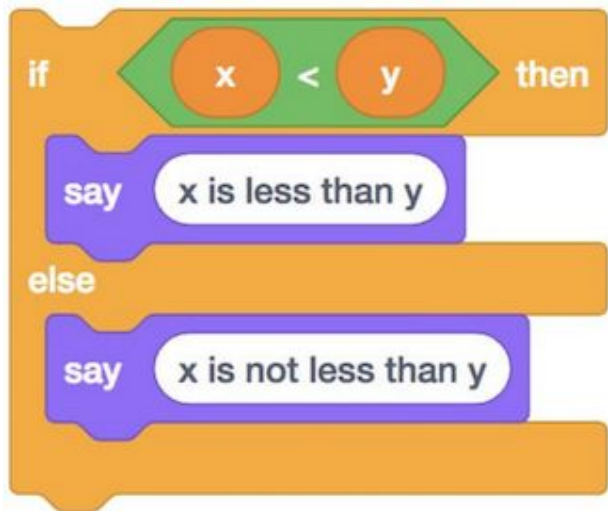 if x < y then
say x is less than y
else
say x is not less than y